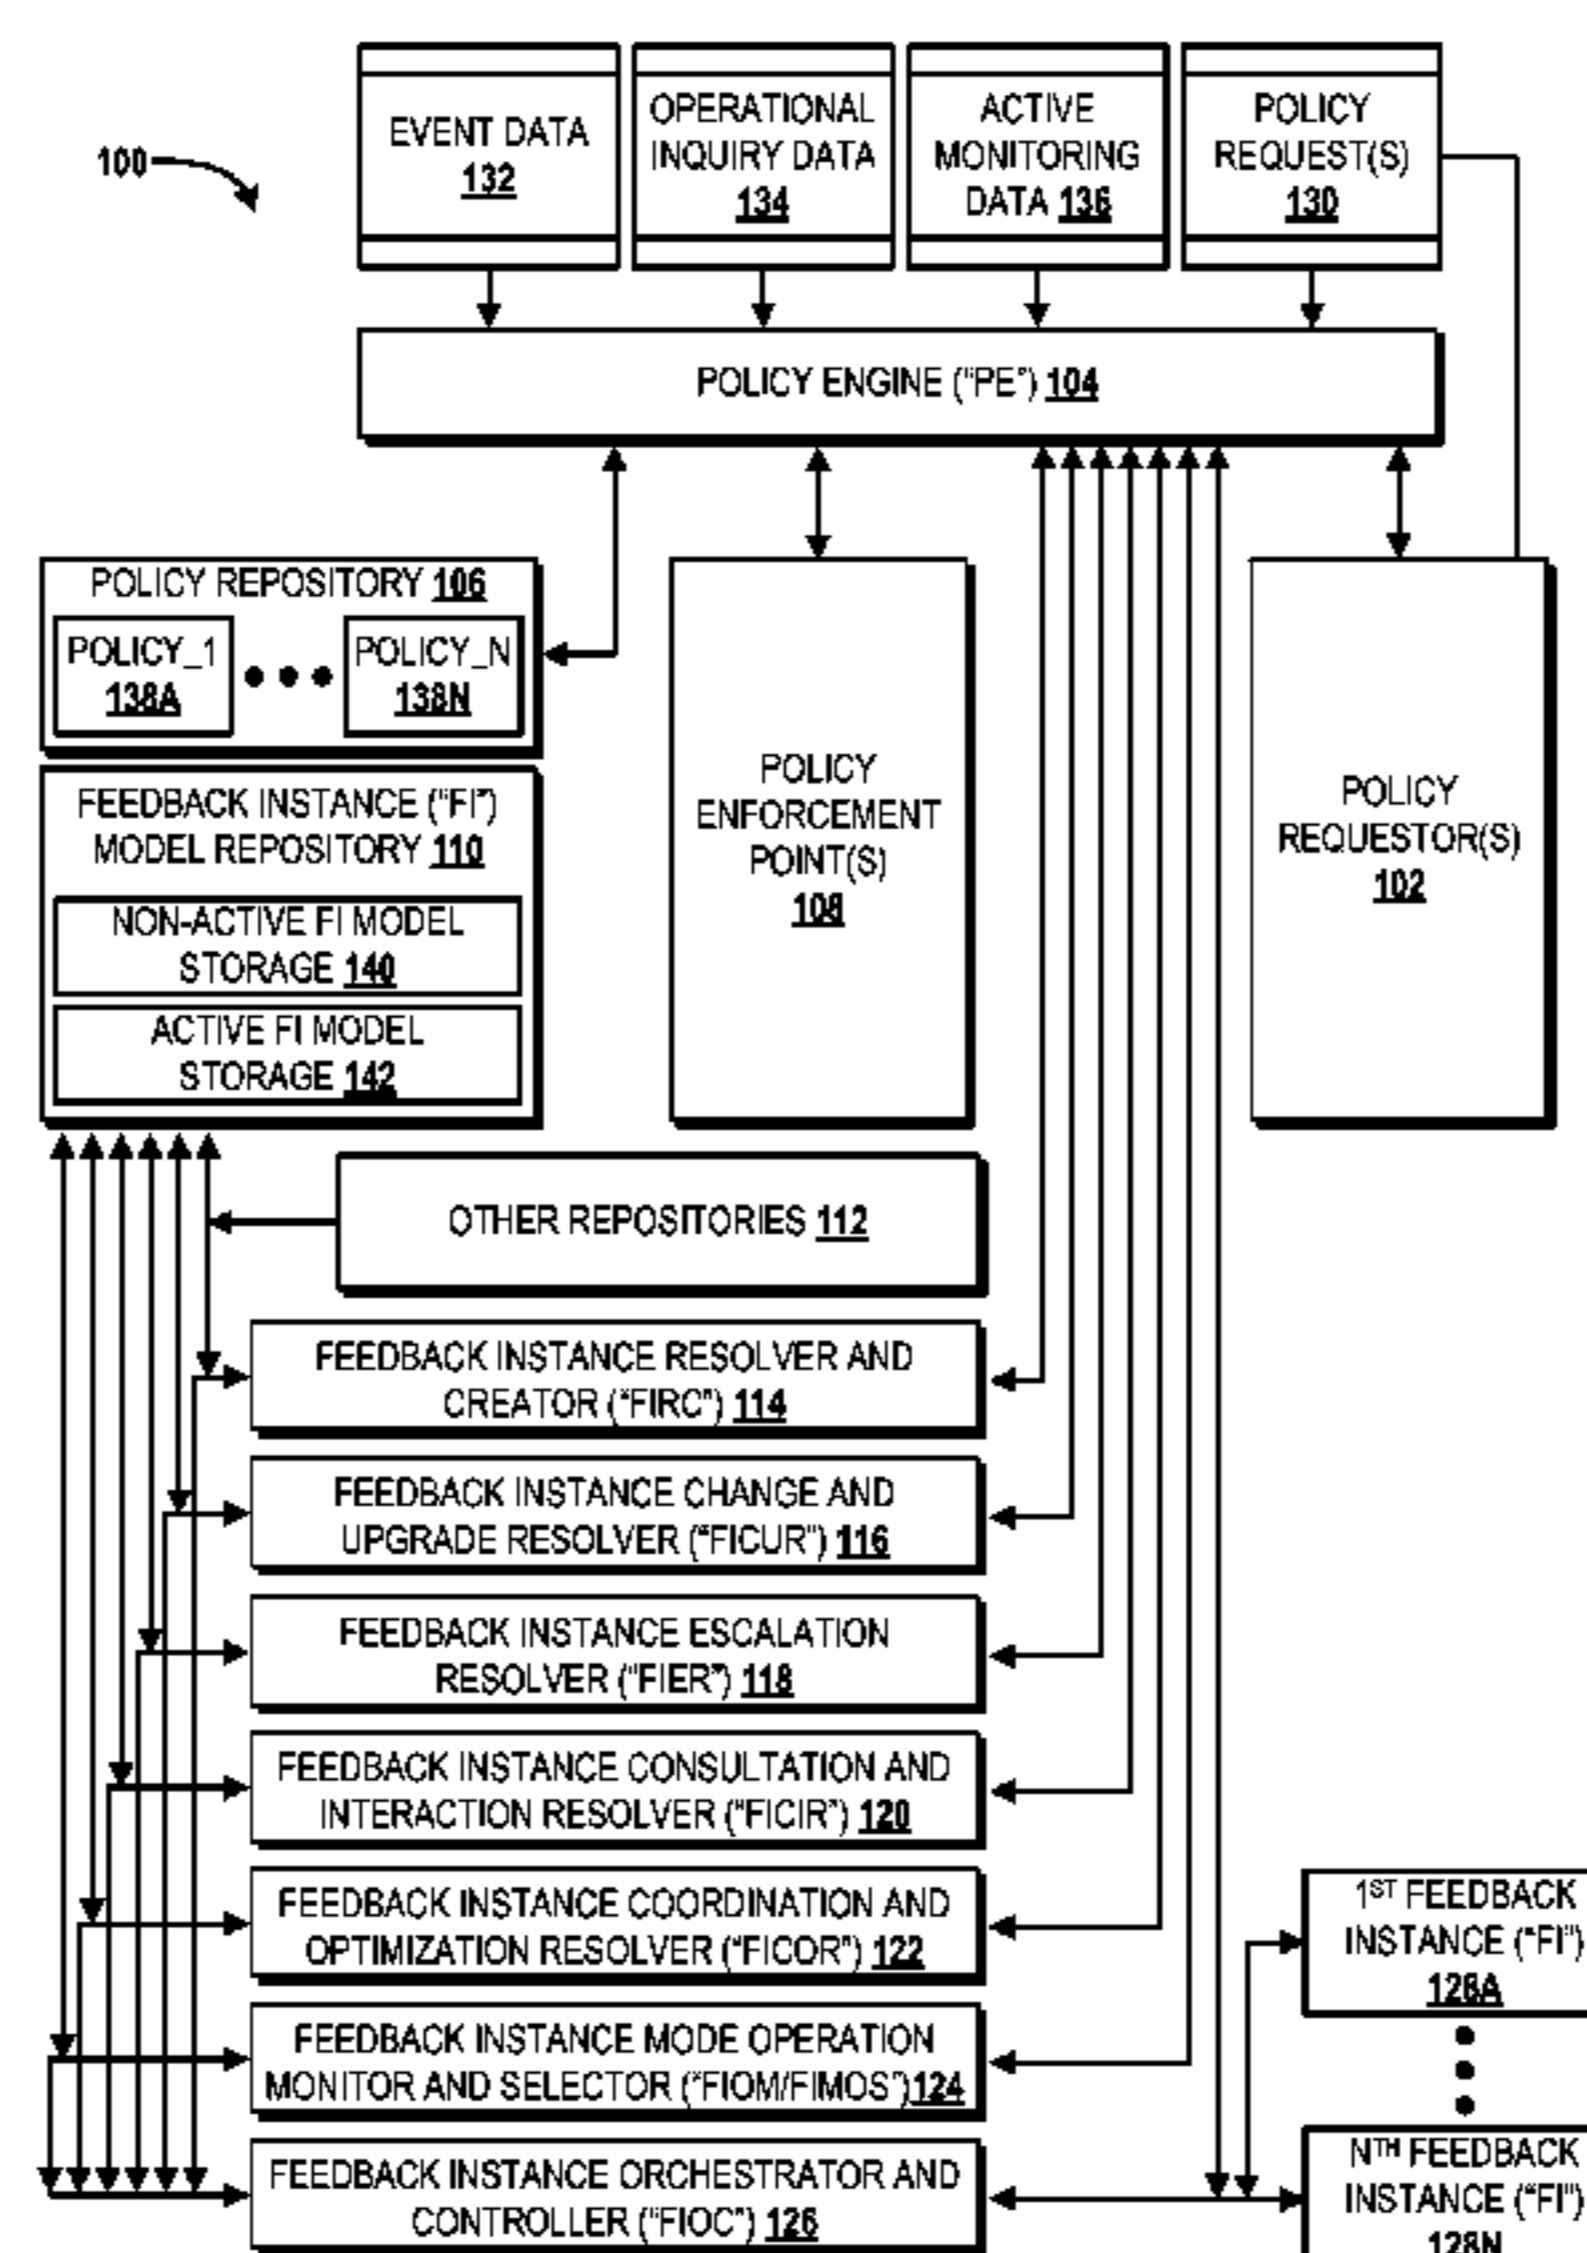 100
EVENT DATA
132
OPERATIONAL
INQUIRY DATA
134
ACTIVE
MONITORING
DATA 136
POLICY
REQUEST(S)
130
POLICY ENGINE ("PE") 104
POLICY REPOSITORY 106
POLICY_1
138A
POLICY_N
138N
FEEDBACK INSTANCE ("FI")
MODEL REPOSITORY 110
NON-ACTIVE FI MODEL
STORAGE 140
ACTIVE FI MODEL
STORAGE 142
POLICY
ENFORCEMENT
POINT(S)
108
POLICY
REQUESTOR(S)
102
OTHER REPOSITORIES 112
FEEDBACK INSTANCE RESOLVER AND
CREATOR ("FIRC") 114
FEEDBACK INSTANCE CHANGE AND
UPGRADE RESOLVER ("FICUR") 116
FEEDBACK INSTANCE ESCALATION
RESOLVER ("FIER") 118
FEEDBACK INSTANCE CONSULTATION AND
INTERACTION RESOLVER ("FICIR") 120
FEEDBACK INSTANCE COORDINATION AND
OPTIMIZATION RESOLVER ("FICOR") 122
FEEDBACK INSTANCE MODE OPERATION
MONITOR AND SELECTOR ("FIOM/FIMOS") 124
FEEDBACK INSTANCE ORCHESTRATOR AND
CONTROLLER ("FIOC") 126
1ST FEEDBACK
INSTANCE ("FI")
128A
NTH FEEDBACK
INSTANCE ("FI")
128N